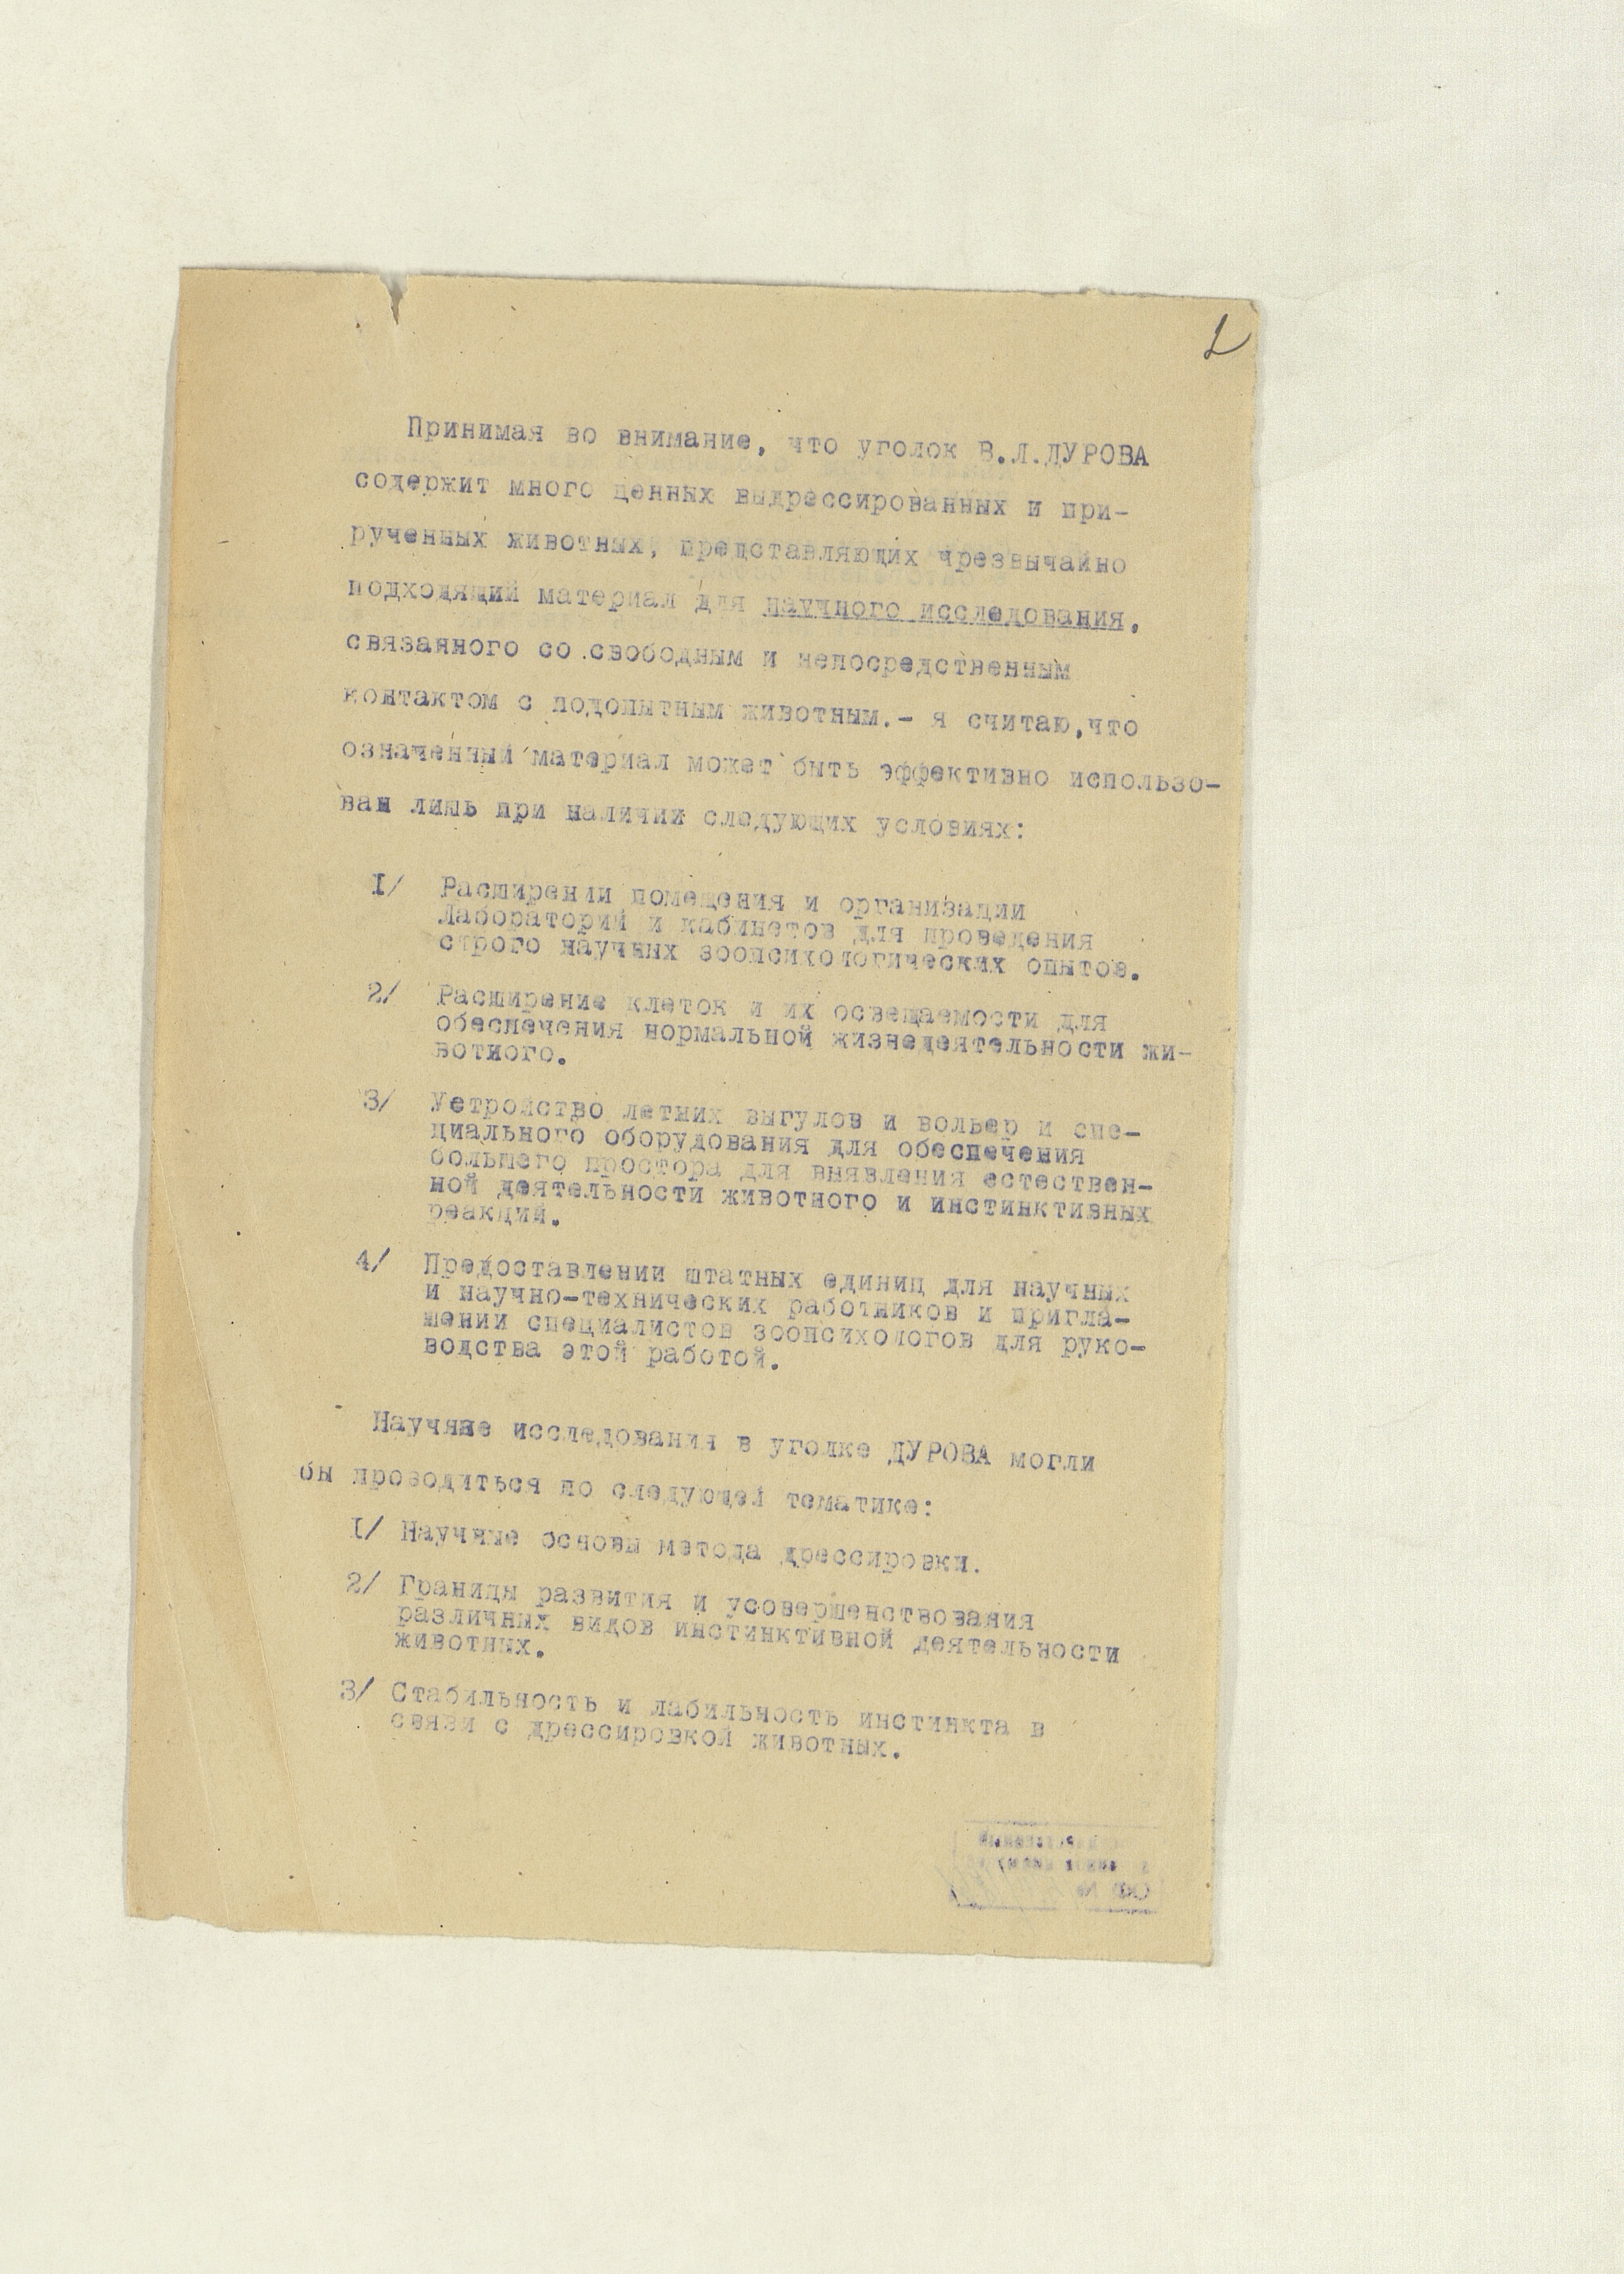 1
Принимая во внимание, что уголок В.Л.ДУРОВА
содержит много ценных выдрессированных и при-
рученных животных, представляющих чрезвычайно
подходящий материал для научного исследования,
связанного со свободным и непосредственным
контактом с подопытным животным.- я считаю,что
означенный материал может быть эффективно использо-
ван лишь при наличии следующих условиях:
I/ Расширении помещения и организации
Лабораторий и кабинетов для проведения
строго научных зоопсихологических опытов.
2/ Расширение клеток и их освещаемости для
обеспечения нормальной жизнедеятельности жи-
вотного.
3/ Устройство летних выгулов и вольер и спе-
циального оборудования для обеспечения
большего простора для выявления естествен-
ной деятельности животного и инстинктивных
реакций.
4/ Предоставлении штатных единиц для научных
и научно-технических работников и пригла-
шении специалистов зоопсихологов для руко-
водства этой работой.
Научные исследования в уголке ДУРОВА могли
бы проводиться по следующей тематике:
I/ Научные основы метода дрессировки.
2/ Границы развития и усовершенствования
различных видов инстинктивной деятельности
животных.
3/ Стабильность и лабильность инстинкта в
связи с дрессировкой животных.